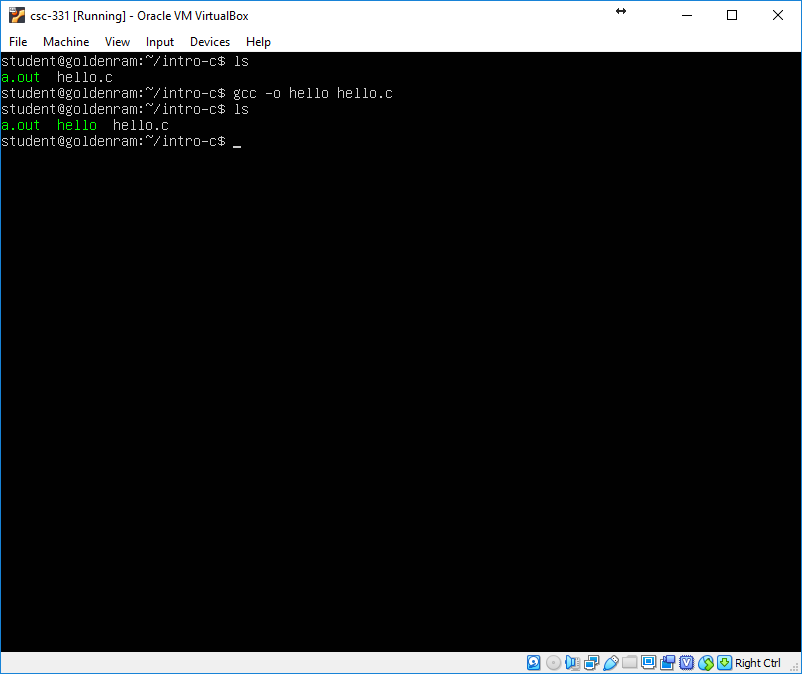 csc-331 [Running] - Oracle VM VirtualBox
File Machine View Input Devices Help
student@goldenram:~/intro-c$ ls
a.out  hello.c
student@goldenram:~/intro-c$ gcc -o hello hello.c
student@goldenram:~/intro-c$ ls
a.out  hello  hello.c
student@goldenram:~/intro-c$ _
Right Ctrl